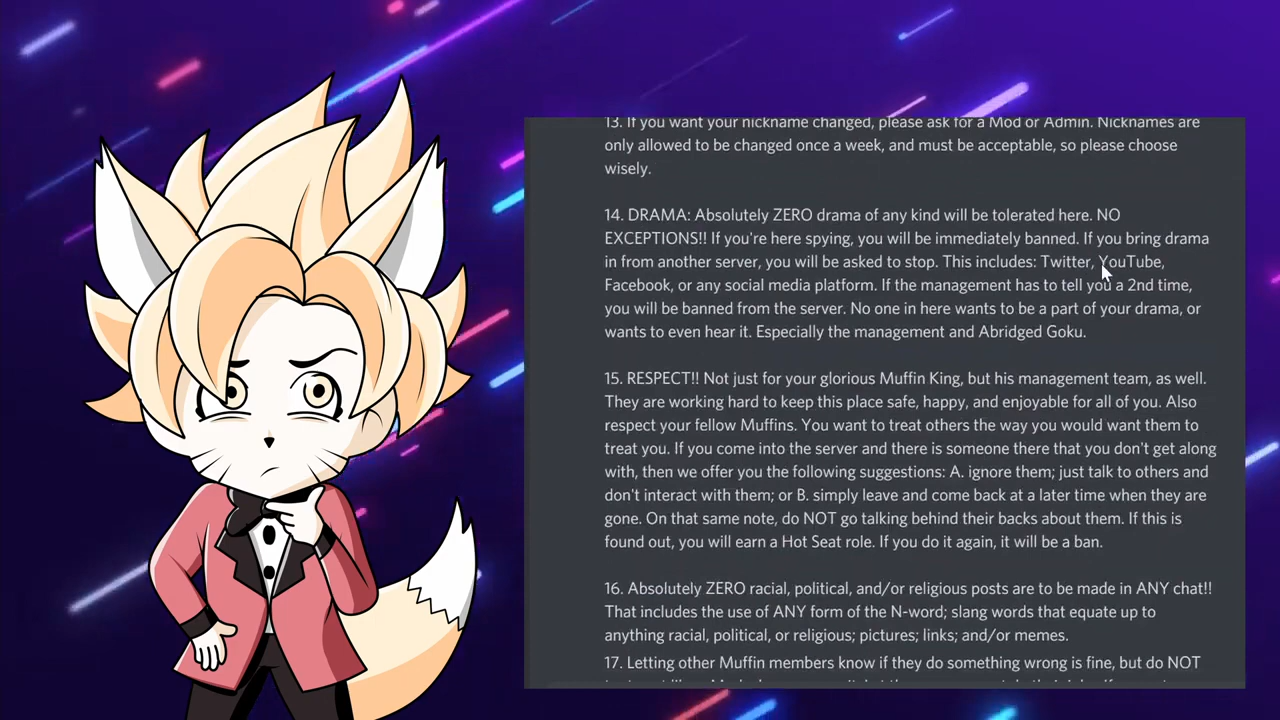 13. If you want your nickname changed, please ask for a Mod or Admin. Nicknames are
only allowed to be changed once a week, and must be acceptable, so please choose
wisely.
14. DRAMA: Absolutely ZERO drama of any kind will be tolerated here. NO
EXCEPTIONS!! If you're here spying, you will be immediately banned. If you bring drama
in from another server, you will be asked to stop. This includes: Twitter, YouTube,
Facebook, or any social media platform. If the management has to tell you a 2nd time,
you will be banned from the server. No one in here wants to be a part of your drama, or
wants to even hear it. Especially the management and Abridged Goku.
15. RESPECT!! Not just for your glorious Muffin King, but his management team, as well.
They are working hard to keep this place safe, happy, and enjoyable for all of you. Also
respect your fellow Muffins. You want to treat others the way you would want them to
treat you. If you come into the server and there is someone there that you don't get along
with, then we offer you the following suggestions: A. ignore them; just talk to others and
don't interact with them; or B. simply leave and come back at a later time when they are
gone. On that same note, do NOT go talking behind their backs about them. If this is
found out, you will earn a Hot Seat role. If you do it again, it will be a ban.
16. Absolutely ZERO racial, political, and/or religious posts are to be made in ANY chat!!
That includes the use of ANY form of the N-word; slang words that equate up to
anything racial, political, or religious; pictures; links; and/or memes.
17. Letting other Muffin members know if they do something wrong is fine, but do NOT